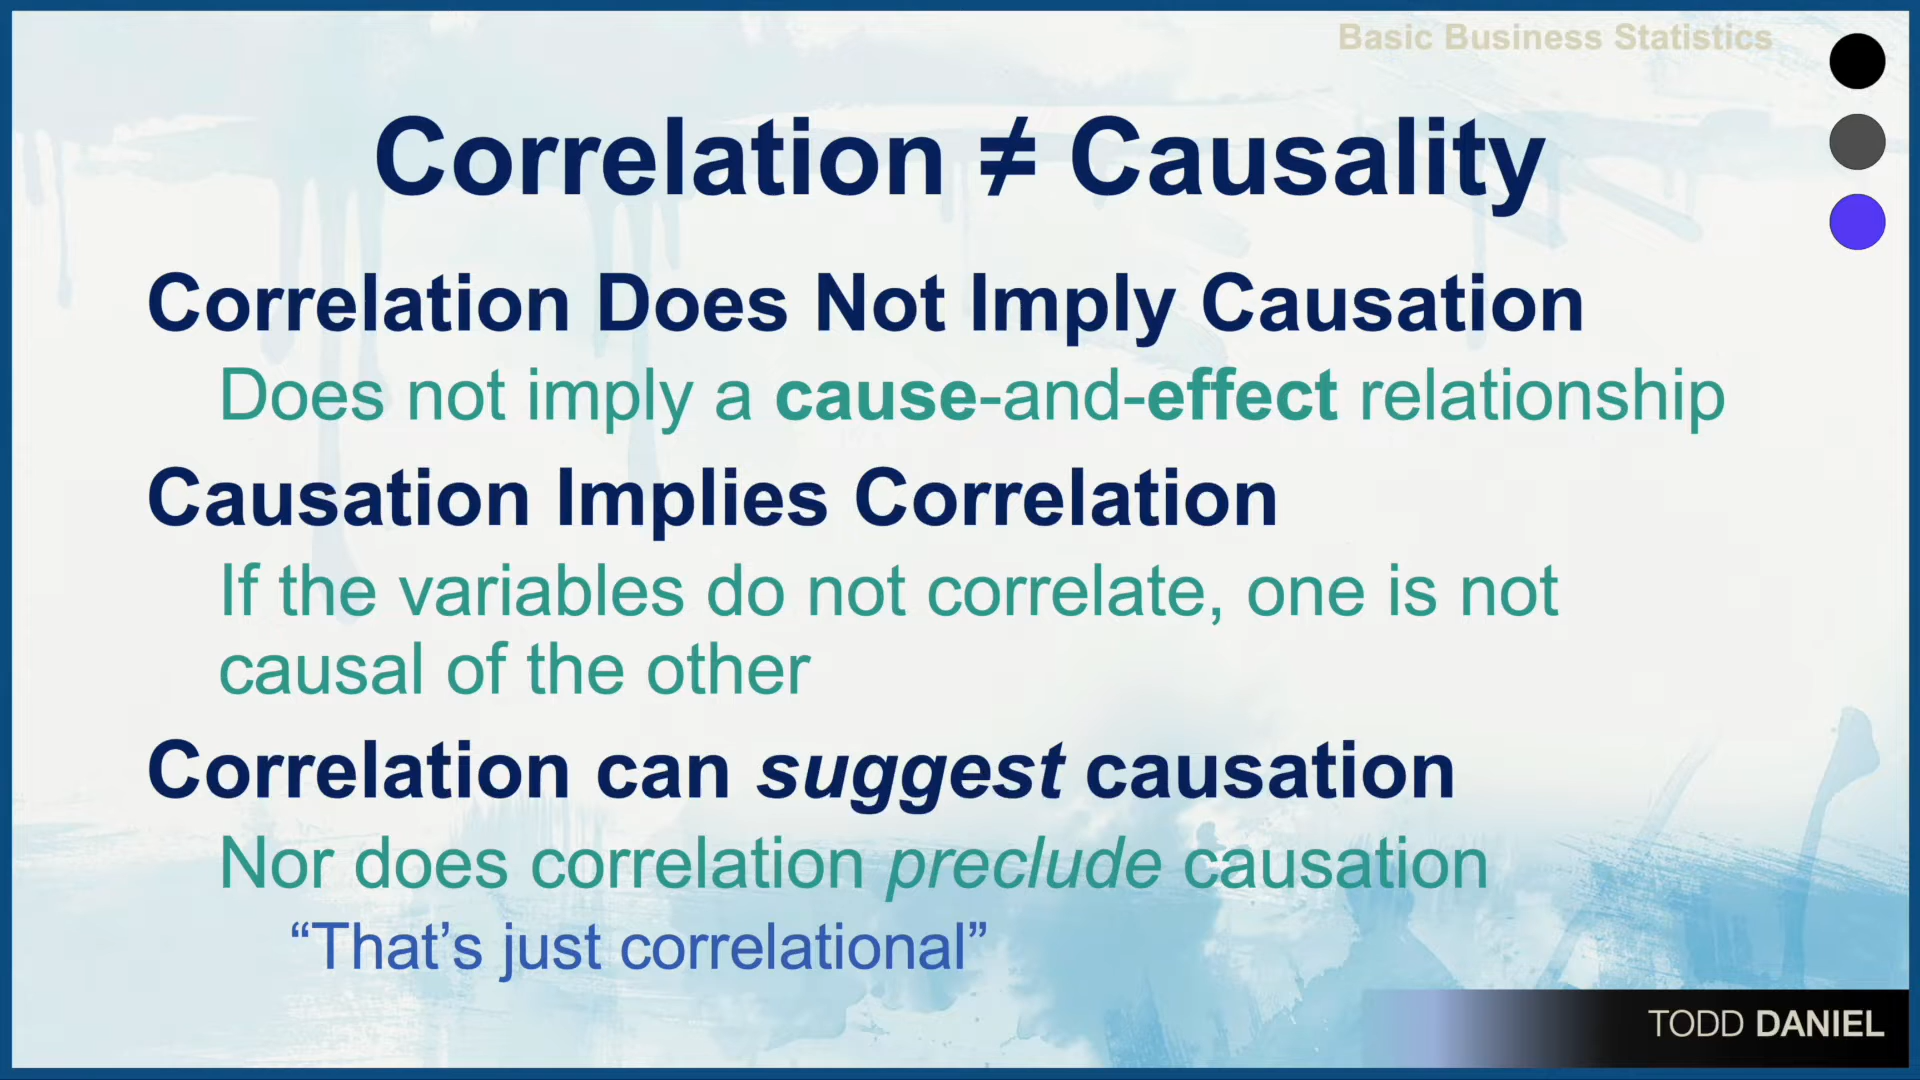 Basic Business Statistics
Correlation ≠ Causality
Correlation Does Not Imply Causation
Does not imply a cause-and-effect relationship
Causation Implies Correlation
If the variables do not correlate, one is not
causal of the other
Correlation can suggest causation
Nor does correlation preclude causation
“That’s just correlational”
TODD DANIEL